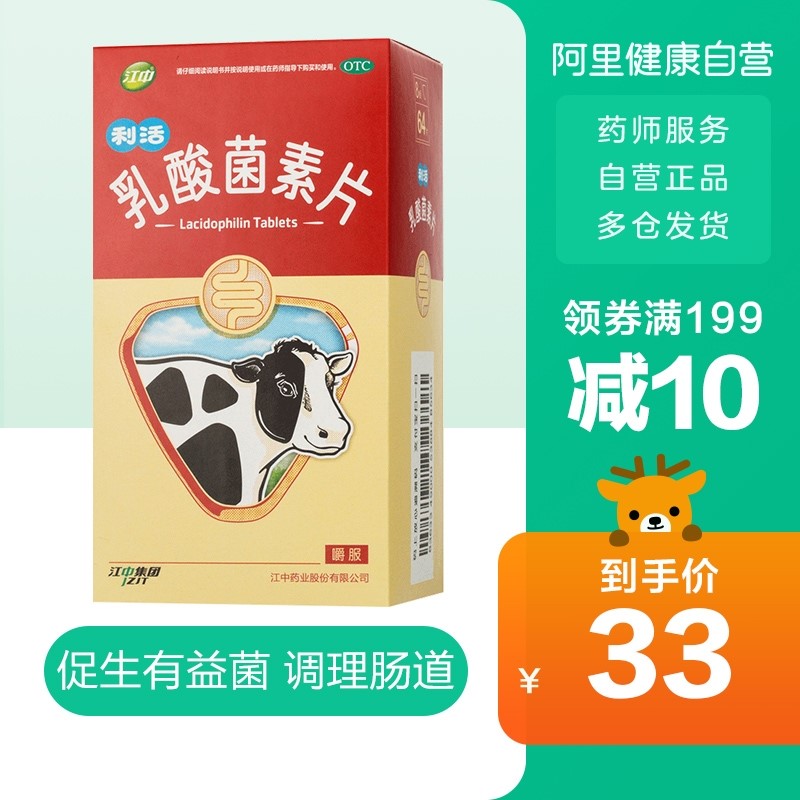 江中
请仔细阅读说明书并按说明使用或在药师指导下购买和使用。
OTC
利活
乳酸菌素片
Lacidophilin Tablets
嚼服
江中集团
JZJT
江中药业股份有限公司
64
利活
乳酸菌素片
促生有益菌 调理肠道
阿里健康自营
药师服务
自营正品
多仓发货
领券满199
减10
到手价
¥ 33